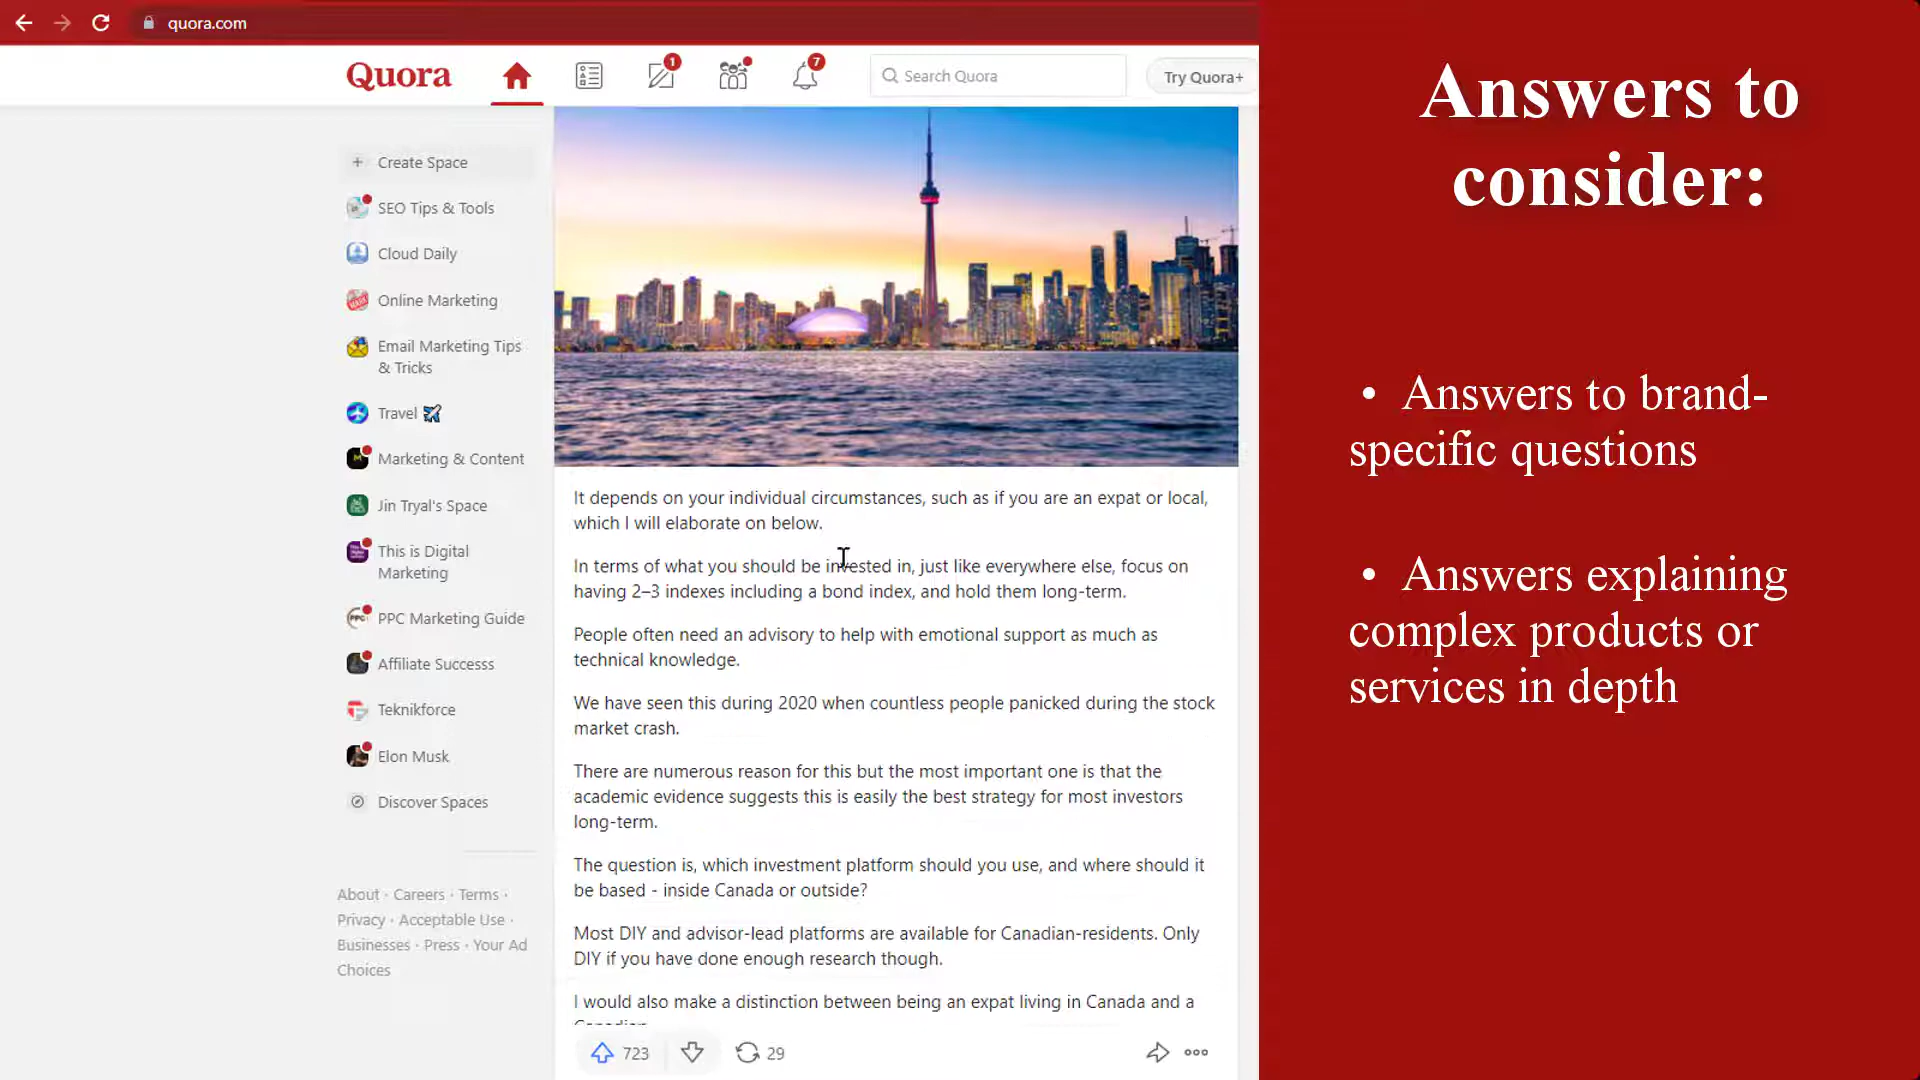 quora.com
Quora
1
7
Search Quora
Try Quora+
Create Space
SEO Tips & Tools
Cloud Daily
Online Marketing
Email Marketing Tips
& Tricks
Travel
Marketing & Content
Jin Tryal's Space
This is Digital
Marketing
PPC Marketing Guide
Affiliate Successs
Teknikforce
Elon Musk
Discover Spaces
About · Careers · Terms ·
Privacy · Acceptable Use ·
Businesses · Press · Your Ad
Choices
It depends on your individual circumstances, such as if you are an expat or local,
which I will elaborate on below.
In terms of what you should be invested in, just like everywhere else, focus on
having 2–3 indexes including a bond index, and hold them long-term.
People often need an advisory to help with emotional support as much as
technical knowledge.
We have seen this during 2020 when countless people panicked during the stock
market crash.
There are numerous reason for this but the most important one is that the
academic evidence suggests this is easily the best strategy for most investors
long-term.
The question is, which investment platform should you use, and where should it
be based - inside Canada or outside?
Most DIY and advisor-lead platforms are available for Canadian-residents. Only
DIY if you have done enough research though.
I would also make a distinction between being an expat living in Canada and a
723
29
Answers to
consider:
• Answers to brand-
specific questions
• Answers explaining
complex products or
services in depth